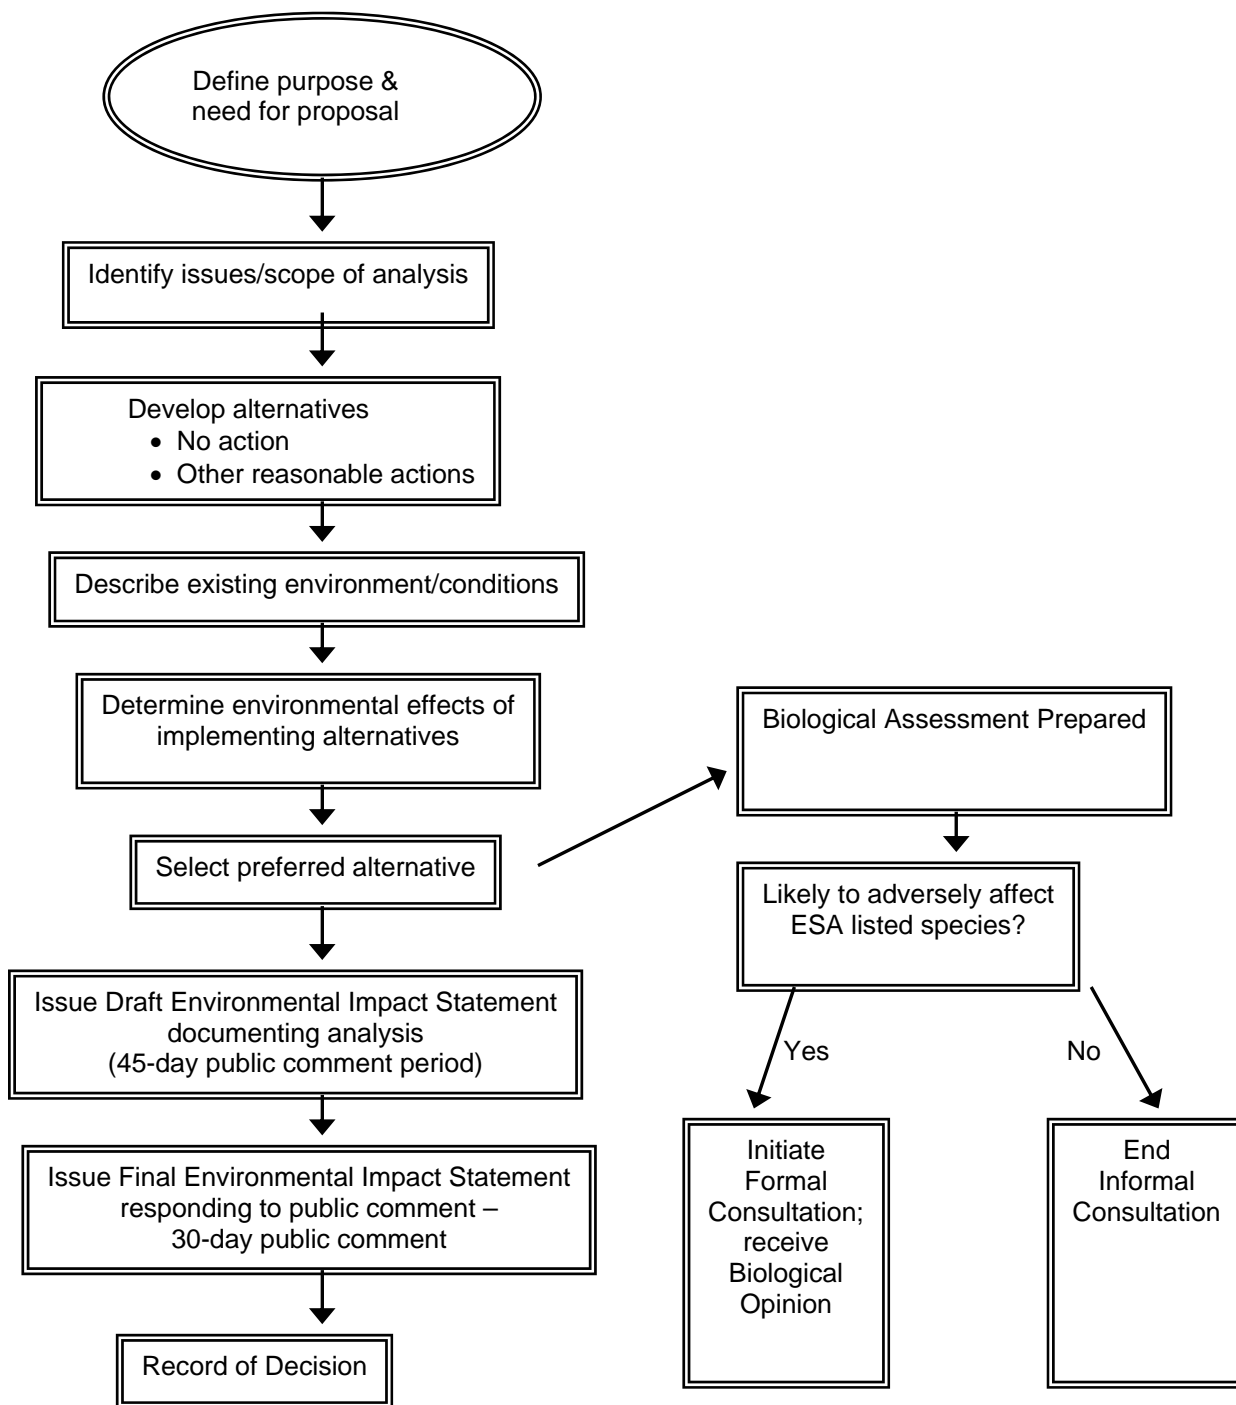 Define purpose &
need for proposal
Identify issues/scope of analysis
Develop alternatives
• No action
• Other reasonable actions
Describe existing environment/conditions
Determine environmental effects of
implementing alternatives
Select preferred alternative
Issue Draft Environmental Impact Statement
documenting analysis
(45-day public comment period)
Issue Final Environmental Impact Statement
responding to public comment –
30-day public comment
Record of Decision
Biological Assessment Prepared
Likely to adversely affect
ESA listed species?
Yes
No
Initiate
Formal
Consultation;
receive
Biological
Opinion
End
Informal
Consultation